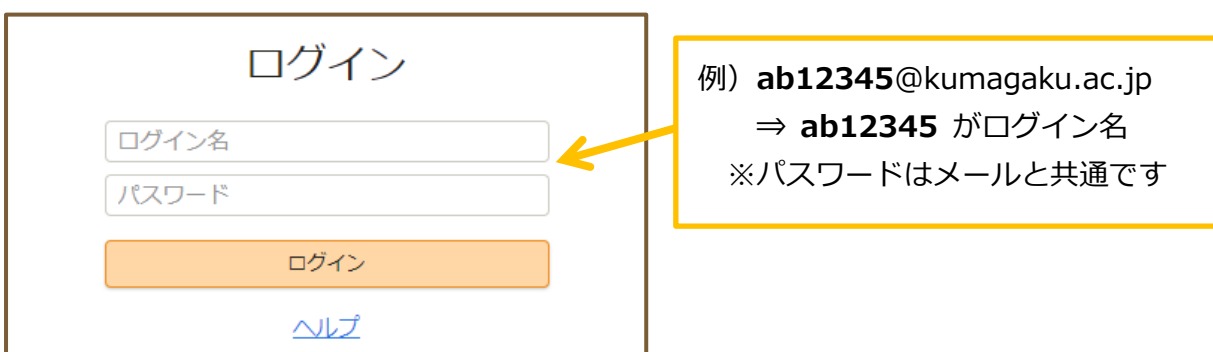 ログイン
ログイン名
パスワード
ログイン
ヘルプ
例）ab12345@kumagaku.ac.jp
⇒ ab12345 がログイン名
※パスワードはメールと共通です